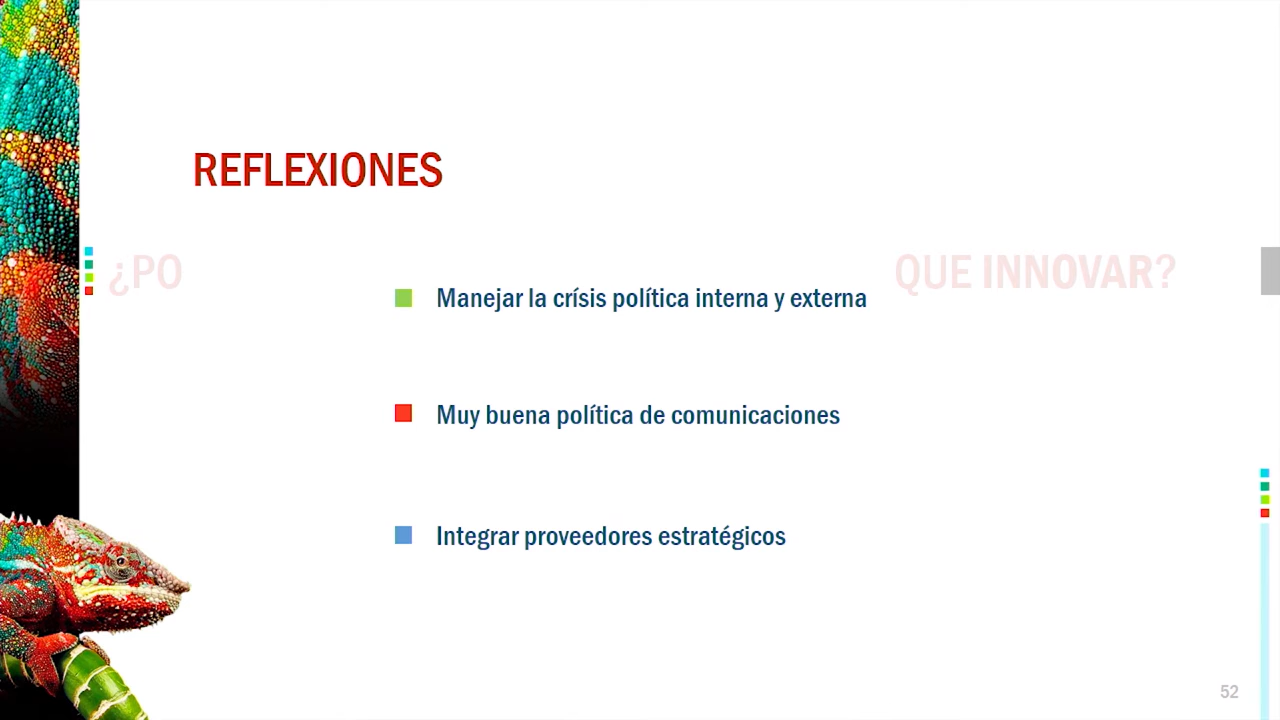 REFLEXIONES
¿PO QUE INNOVAR?
Manejar la crísis política interna y externa
Muy buena política de comunicaciones
Integrar proveedores estratégicos
52